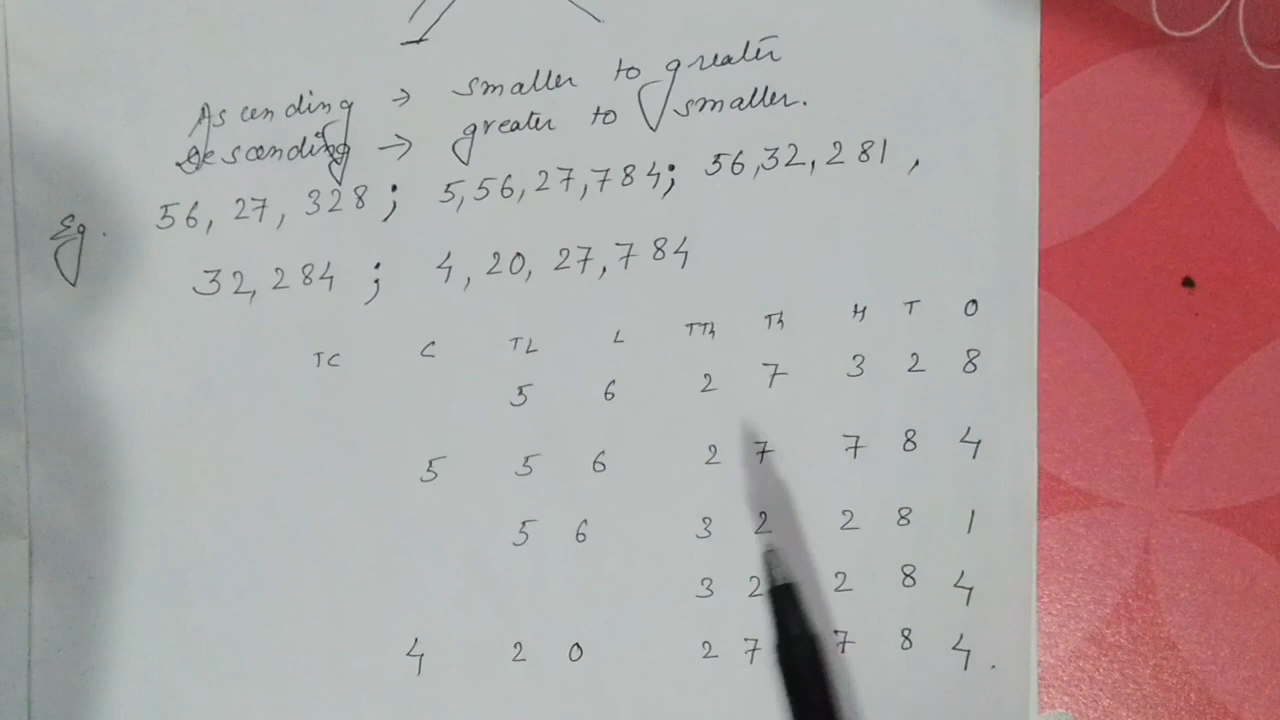 Ascending → smaller to greater
Descending → greater to smaller.
Eg. 56, 27, 328 ; 5,56,27,784; 56,32,281,
32,284 ; 4,20,27,784
TC C TL L TTh Th H T O
5 6 2 7 3 2 8
5 5 6 2 7 7 8 4
5 6 3 2 2 8 1
3 2 2 8 4
4 2 0 2 7 7 8 4.